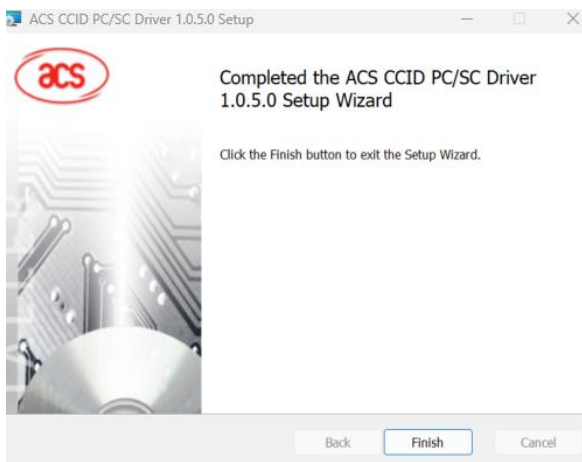 ACS CCID PC/SC Driver 1.0.5.0 Setup
acs
Completed the ACS CCID PC/SC Driver
1.0.5.0 Setup Wizard
Click the Finish button to exit the Setup Wizard.
Back Finish Cancel